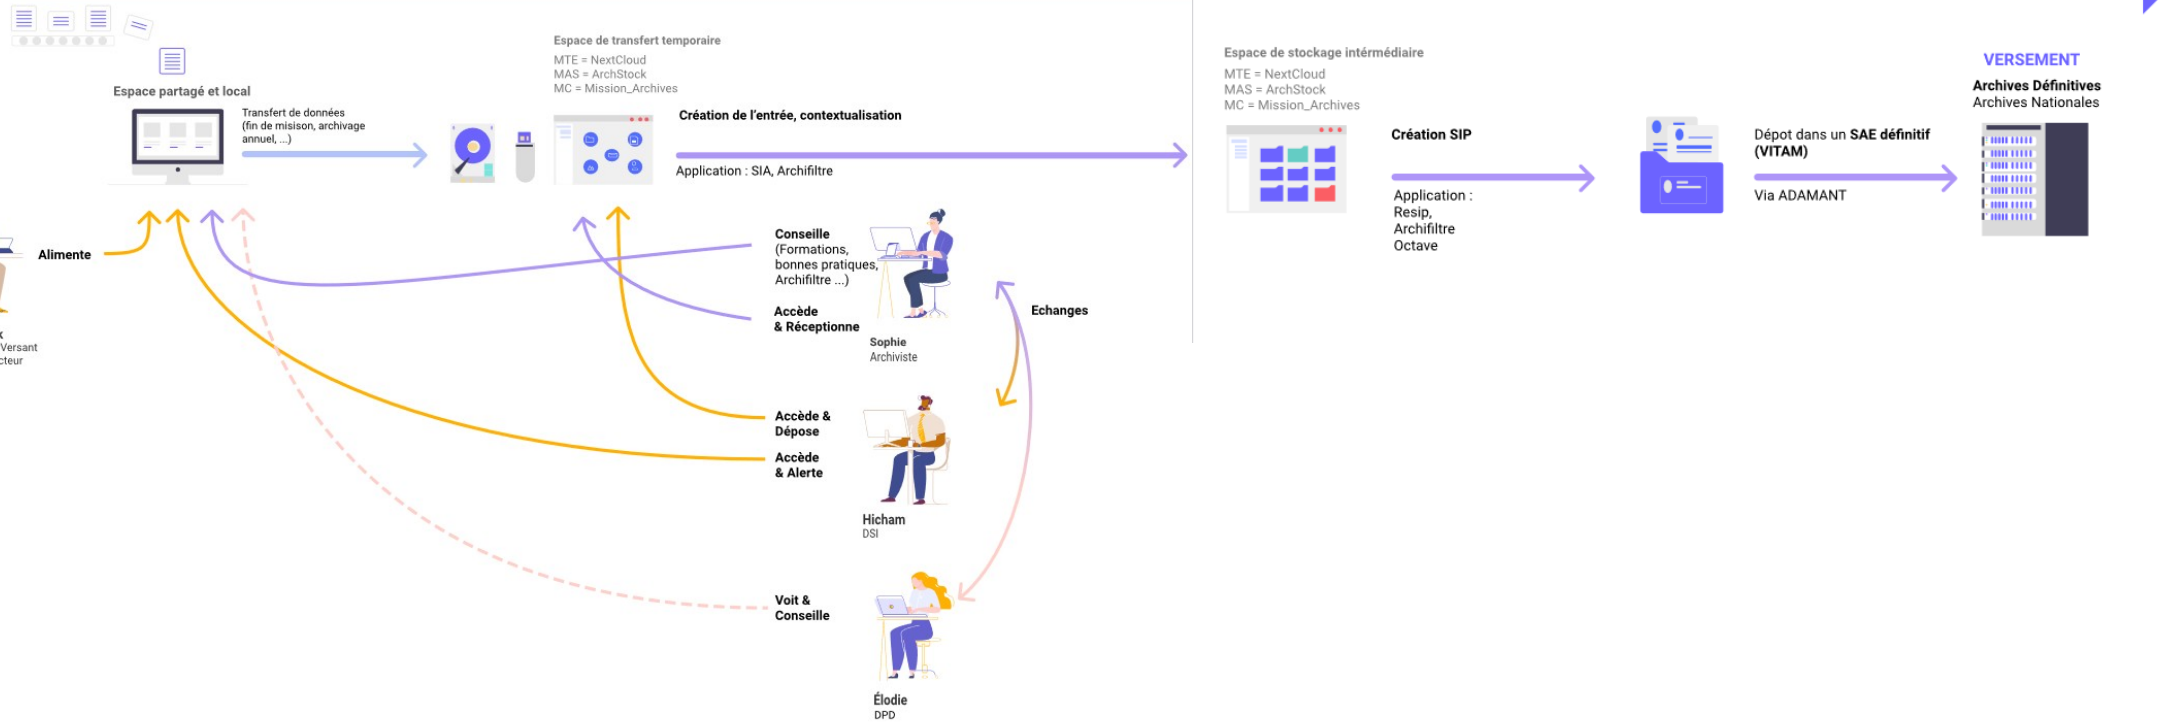 Espace partagé et local
Transfert de données
(fin de misison, archivage
annuel, ...)
Espace de transfert temporaire
MTE = NextCloud
MAS = ArchStock
MC = Mission_Archives
Création de l'entrée, contextualisation
Application : SIA, Archifiltre
Espace de stockage intérmédiaire
MTE = NextCloud
MAS = ArchStock
MC = Mission_Archives
Création SIP
Application :
Resip,
Archifiltre
Octave
Dépot dans un SAE définitif
(VITAM)
Via ADAMANT
VERSEMENT
Archives Définitives
Archives Nationales
Alimente
Versant
cteur
Conseille
(Formations,
bonnes pratiques,
Archifiltre ...)
Accède
& Réceptionne
Sophie
Archiviste
Echanges
Accède &
Dépose
Accède
& Alerte
Hicham
DSI
Voit &
Conseille
Élodie
DPD